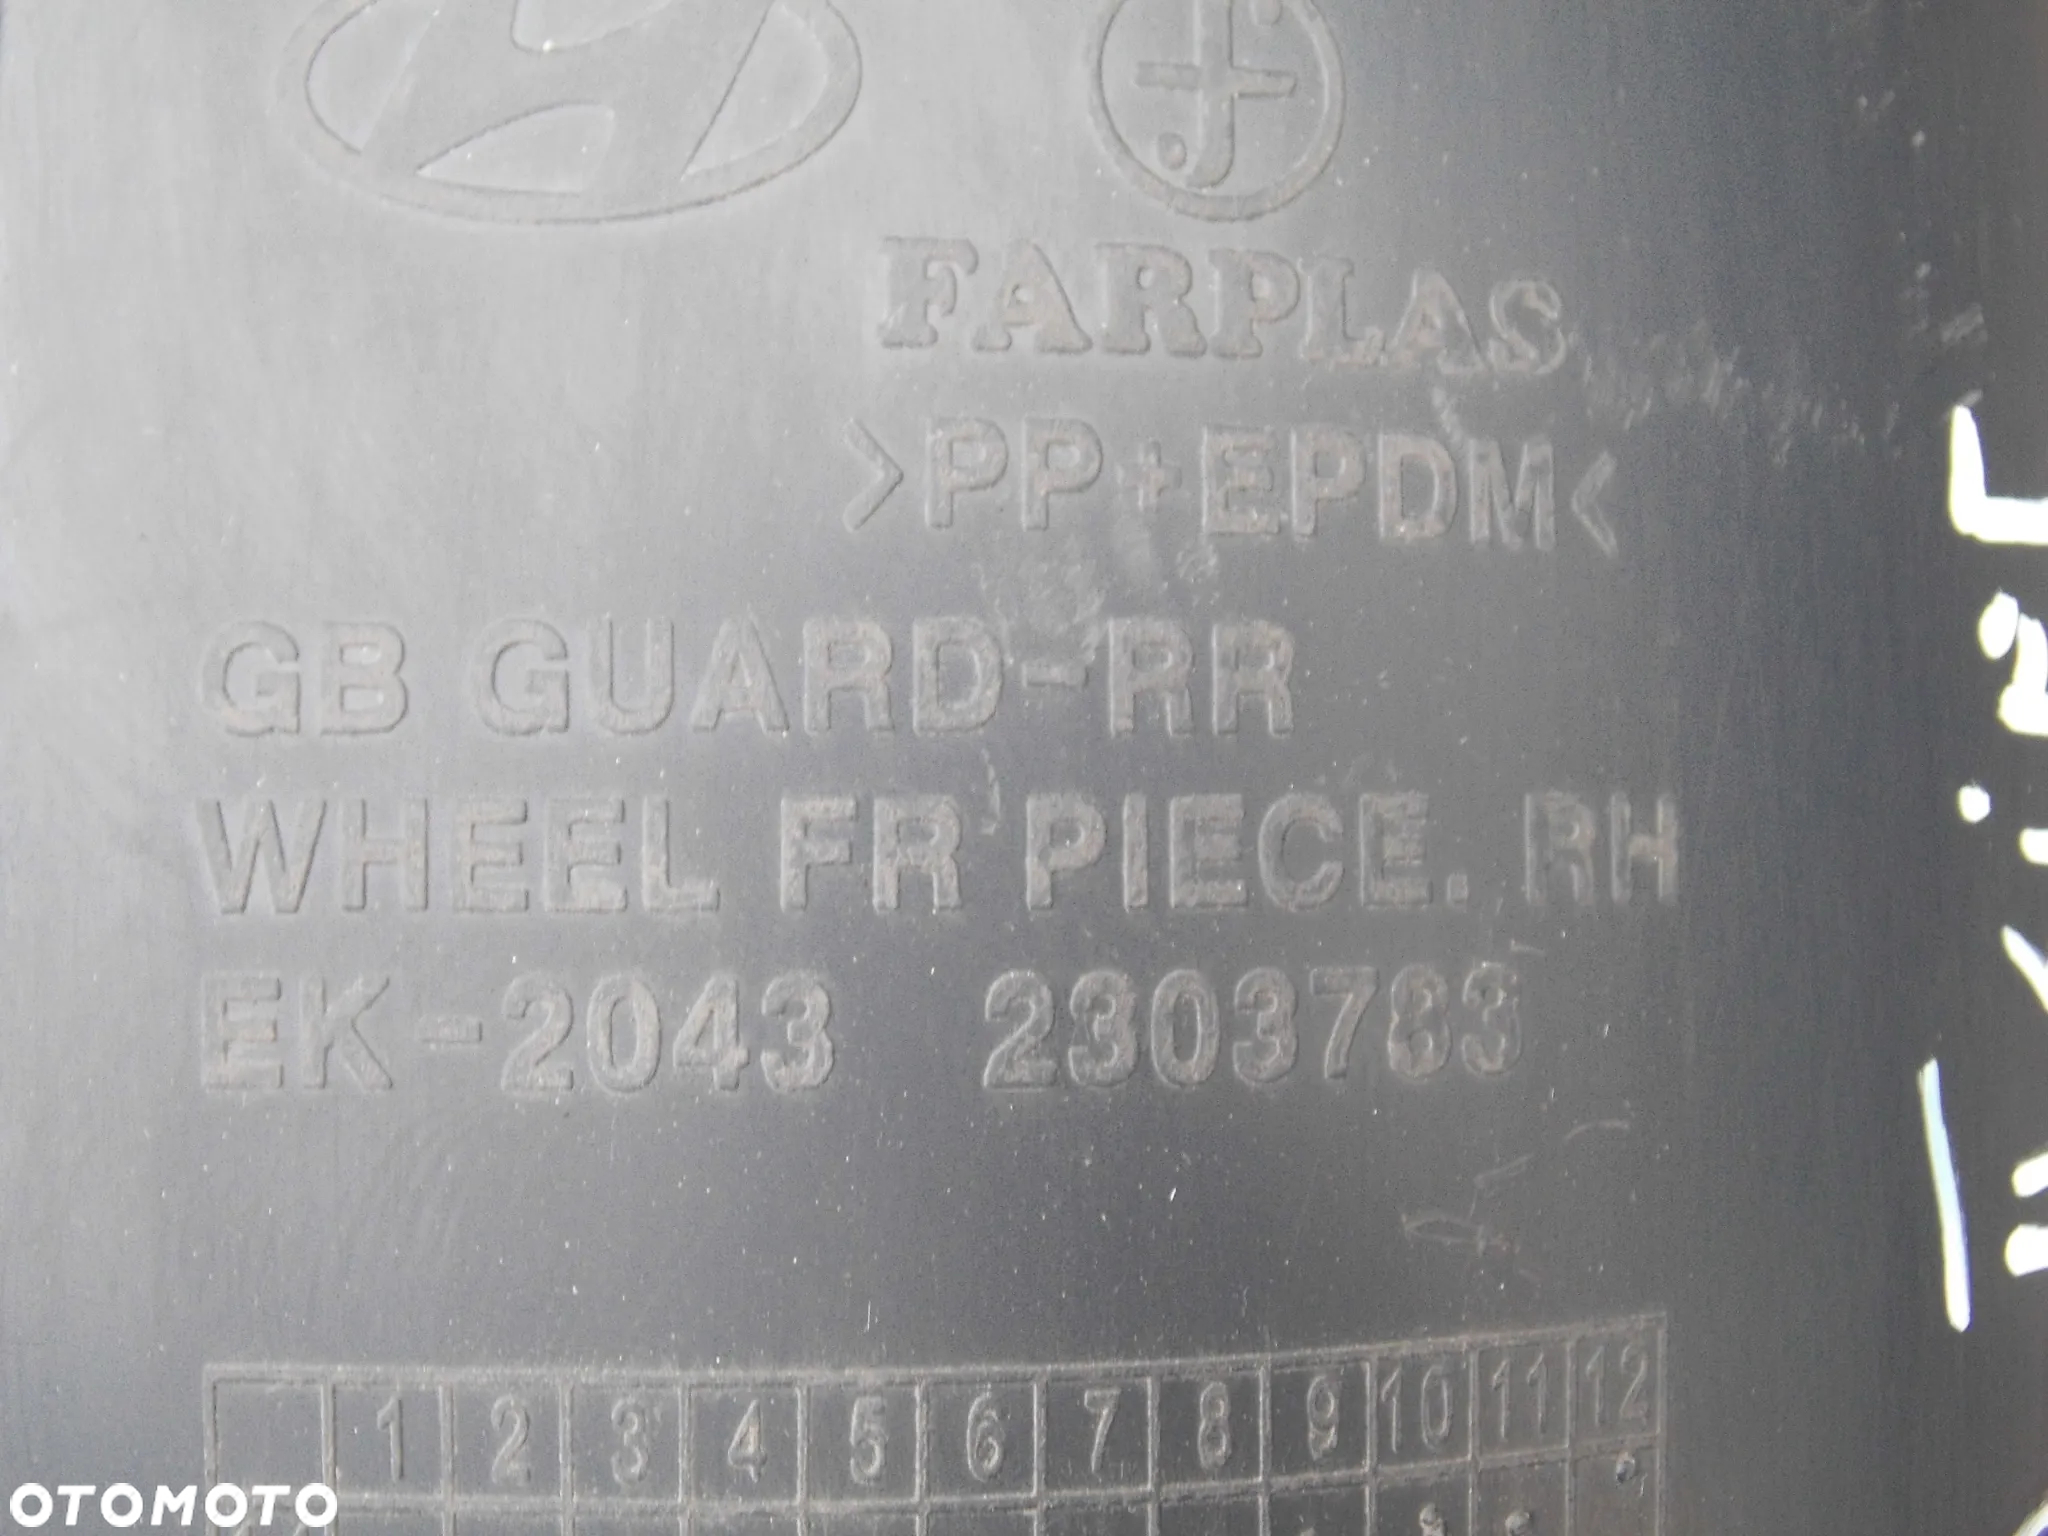 FARPLAS
>PP+EPDM<
GB GUARD-RR
WHEEL FR PIECE. RH
EK-2043 2303783
1 2 3 4 5 6 7 8 9 10 11 12
OTOMOTO